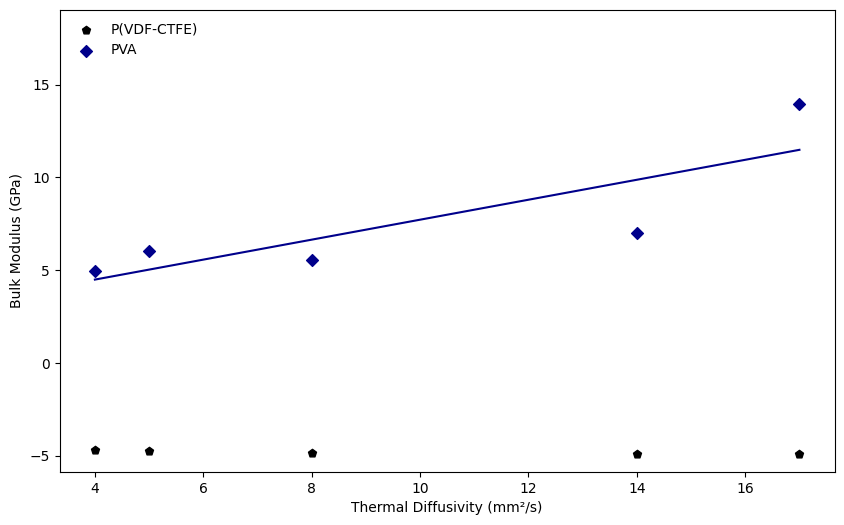 P(VDF-CTFE)
PVA
15
10
5
0
−5
Bulk Modulus (GPa)
4 6 8 10 12 14 16
Thermal Diffusivity (mm²/s)